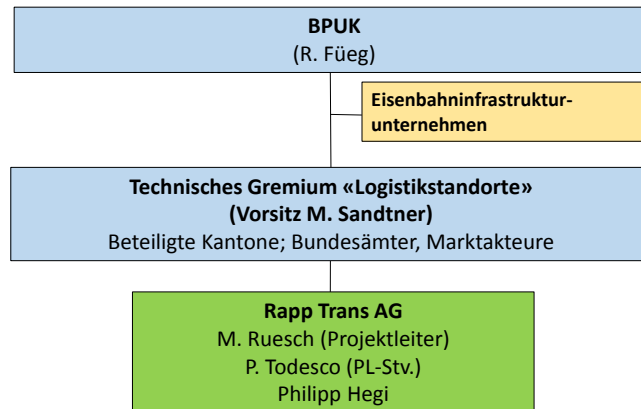 BPUK
(R. Füeg)
Eisenbahninfrastruktur-
unternehmen
Technisches Gremium «Logistikstandorte»
(Vorsitz M. Sandtner)
Beteiligte Kantone; Bundesämter, Marktakteure
Rapp Trans AG
M. Ruesch (Projektleiter)
P. Todesco (PL-Stv.)
Philipp Hegi